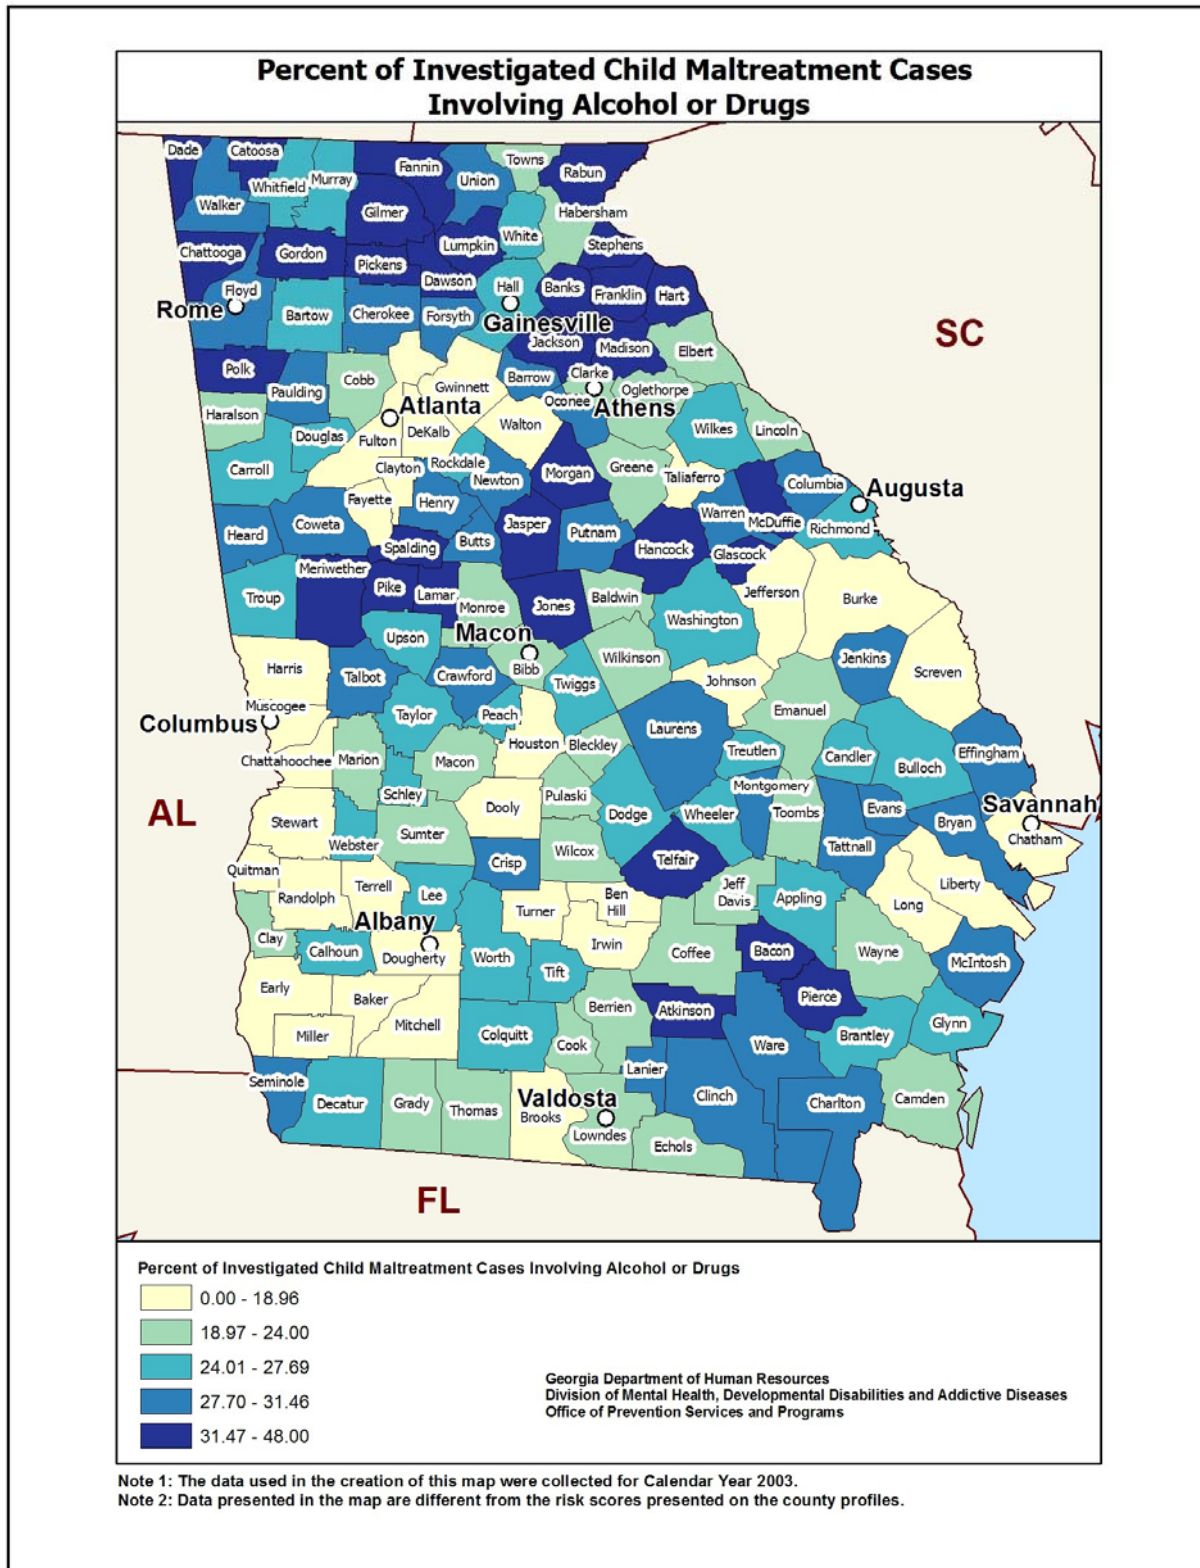 Percent of Investigated Child Maltreatment Cases
Involving Alcohol or Drugs
Dade
Catoosa
Fannin
Towns
Rabun
Whitfield
Murray
Union
Walker
Gilmer
Habersham
White
Lumpkin
Stephens
Chattooga
Gordon
Pickens
Dawson
Hall
Banks
Franklin
Hart
Floyd
Rome
Bartow
Cherokee
Forsyth
Gainesville
Jackson
Madison
Elbert
SC
Polk
Paulding
Cobb
Gwinnett
Barrow
Clarke
Oglethorpe
Oconee
Athens
Haralson
Atlanta
Walton
Wilkes
Lincoln
Douglas
Fulton
DeKalb
Carroll
Clayton
Rockdale
Newton
Morgan
Greene
Taliaferro
Columbia
Augusta
Fayette
Henry
Warren
McDuffie
Richmond
Heard
Coweta
Spalding
Butts
Jasper
Putnam
Hancock
Glascock
Meriwether
Troup
Pike
Lamar
Monroe
Jones
Baldwin
Jefferson
Burke
Washington
Upson
Macon
Bibb
Wilkinson
Harris
Talbot
Crawford
Twiggs
Johnson
Jenkins
Screven
Muscogee
Columbus
Taylor
Peach
Emanuel
Laurens
Chattahoochee
Marion
Macon
Houston
Bleckley
Treutlen
Candler
Bulloch
Effingham
Schley
Dooly
Pulaski
Montgomery
AL
Stewart
Webster
Sumter
Dodge
Wheeler
Toombs
Evans
Bryan
Savannah
Chatham
Tattnall
Quitman
Crisp
Wilcox
Telfair
Randolph
Terrell
Lee
Turner
Ben
Hill
Jeff
Davis
Appling
Long
Liberty
Albany
Clay
Calhoun
Dougherty
Worth
Tift
Irwin
Coffee
Bacon
Wayne
McIntosh
Early
Baker
Berrien
Atkinson
Pierce
Miller
Mitchell
Colquitt
Cook
Ware
Brantley
Glynn
Seminole
Decatur
Grady
Thomas
Brooks
Valdosta
Lowndes
Lanier
Clinch
Charlton
Camden
Echols
FL
Percent of Investigated Child Maltreatment Cases Involving Alcohol or Drugs
0.00 - 18.96
18.97 - 24.00
24.01 - 27.69
27.70 - 31.46
31.47 - 48.00
Georgia Department of Human Resources
Division of Mental Health, Developmental Disabilities and Addictive Diseases
Office of Prevention Services and Programs
Note 1: The data used in the creation of this map were collected for Calendar Year 2003.
Note 2: Data presented in the map are different from the risk scores presented on the county profiles.